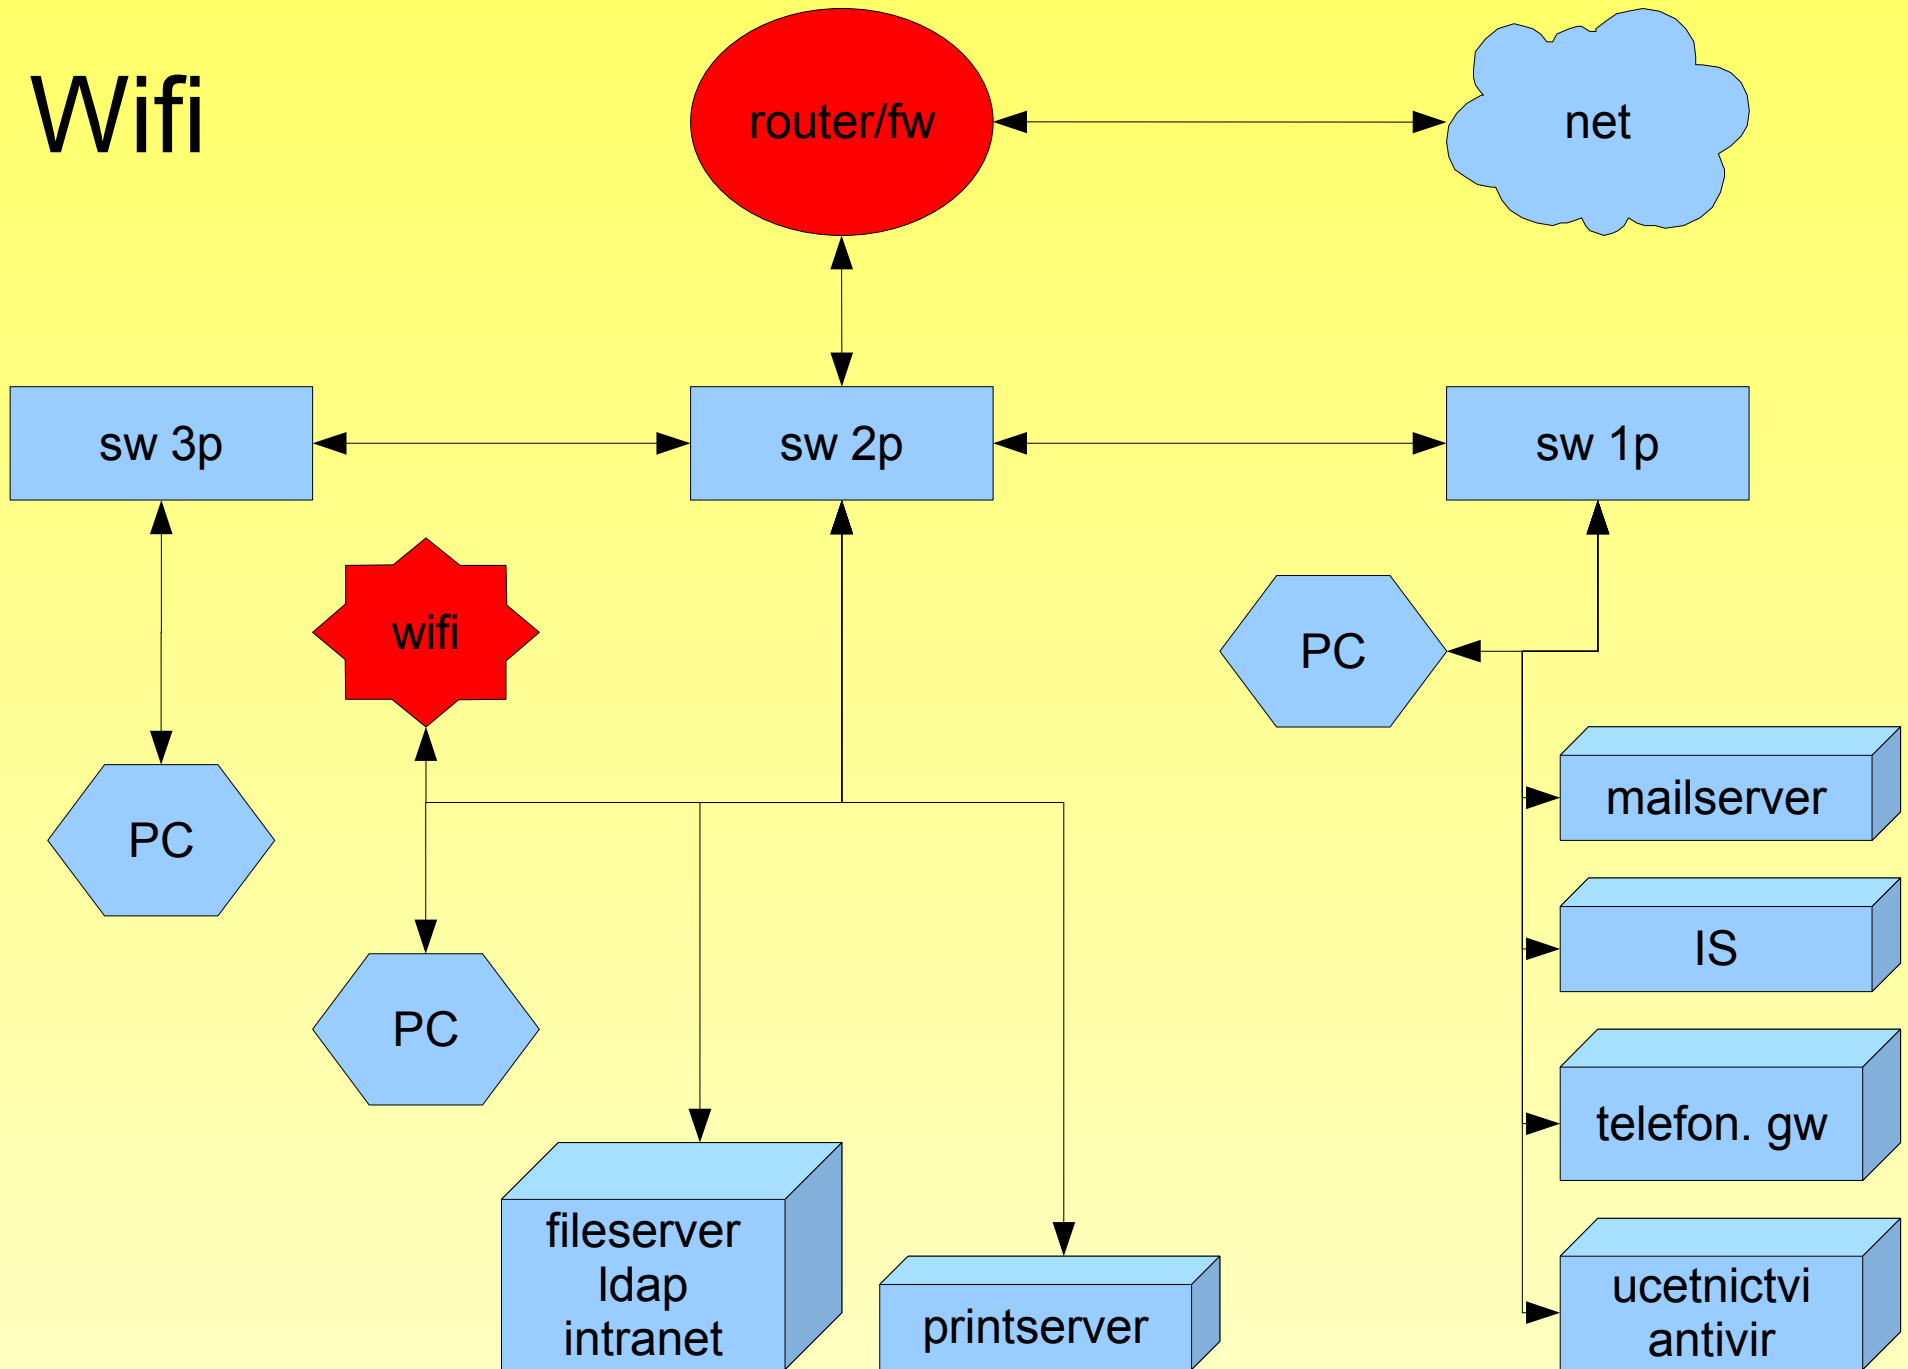 Wifi
router/fw
net
sw 3p
sw 2p
sw 1p
wifi
PC
PC
mailserver
PC
IS
PC
telefon. gw
fileserver
ldap
intranet
printserver
ucetnictvi
antivir